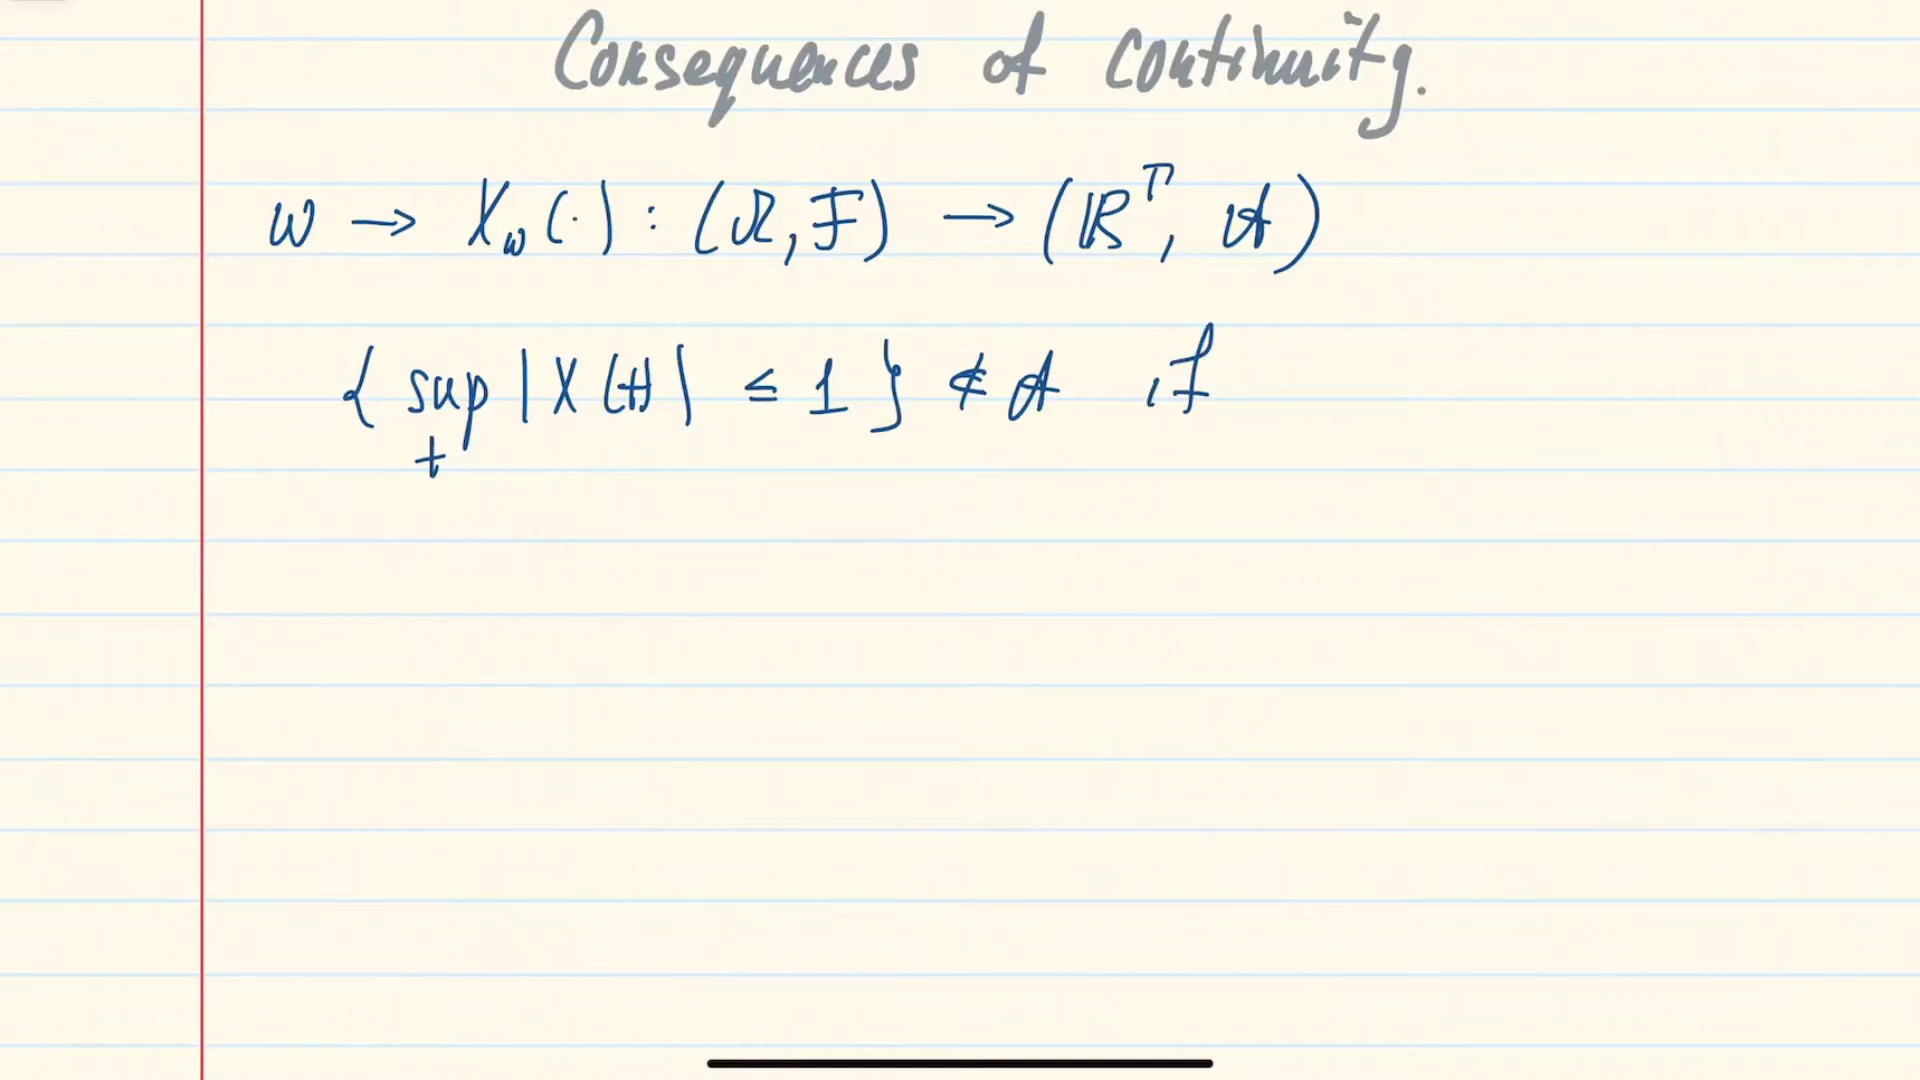 Consequences of continuity.
ω → X_ω(·) : (Ω, F) → (ℝ^T, A)
{ sup_t |X(t)| ≤ 1 } ∉ A if